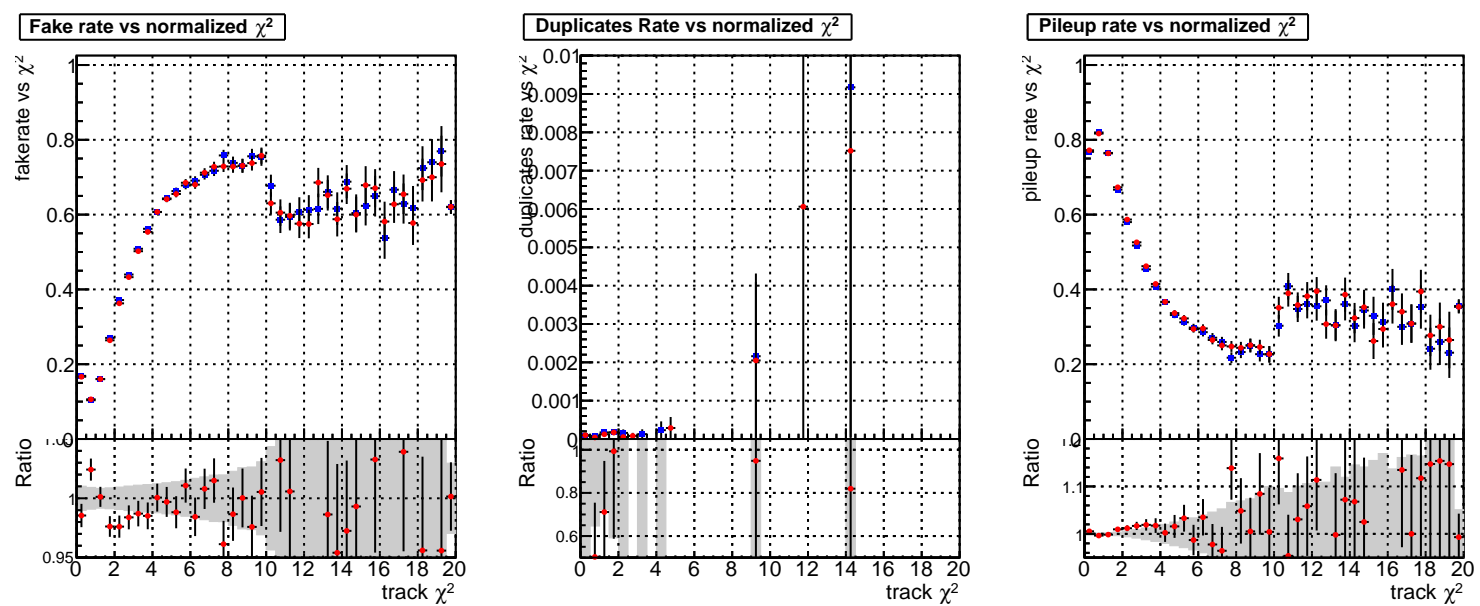 Fake rate vs normalized χ²
fakerate vs χ²
1
0.8
0.6
0.4
0.2
0
Ratio
1
0.95
0 2 4 6 8 10 12 14 16 18 20
track χ²
Duplicates Rate vs normalized χ²
duplicates rate vs χ²
0.01
0.009
0.008
0.007
0.006
0.005
0.004
0.003
0.002
0.001
0
Ratio
1
0.8
0.6
0 2 4 6 8 10 12 14 16 18 20
track χ²
Pileup rate vs normalized χ²
pileup rate vs χ²
1
0.8
0.6
0.4
0.2
0
Ratio
1.1
1
0 2 4 6 8 10 12 14 16 18 20
track χ²